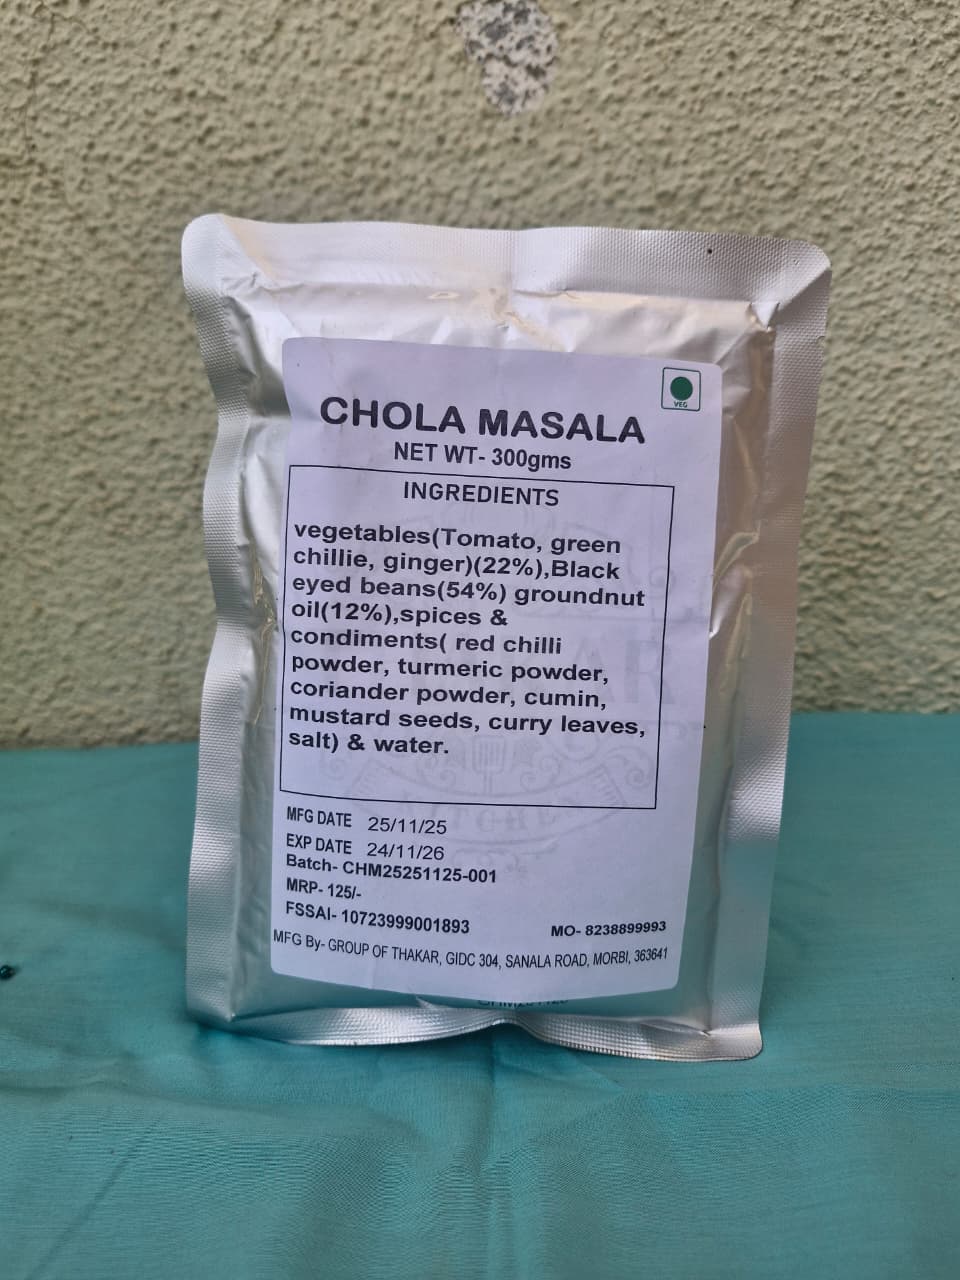 VEG
CHOLA MASALA
NET WT- 300gms
INGREDIENTS
vegetables(Tomato, green
chillie, ginger)(22%),Black
eyed beans(54%) groundnut
oil(12%),spices &
condiments( red chilli
powder, turmeric powder,
coriander powder, cumin,
mustard seeds, curry leaves,
salt) & water.
MFG DATE 25/11/25
EXP DATE 24/11/26
Batch- CHM25251125-001
MRP- 125/-
FSSAI- 10723999001893
MO- 8238899993
MFG By- GROUP OF THAKAR, GIDC 304, SANALA ROAD, MORBI, 363641